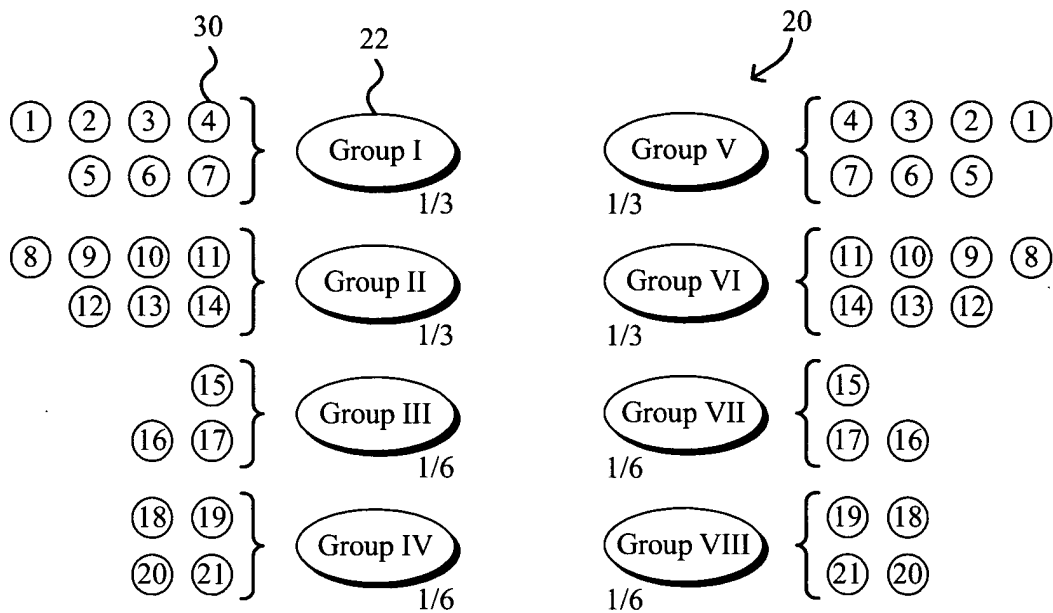 30 22 20
1 2 3 4 Group I Group V 4 3 2 1
5 6 7 7 6 5
1/3 1/3
8 9 10 11 Group II Group VI 11 10 9 8
12 13 14 14 13 12
1/3 1/3
15 Group III Group VII 15
16 17 17 16
1/6 1/6
18 19 Group IV Group VIII 19 18
20 21 21 20
1/6 1/6